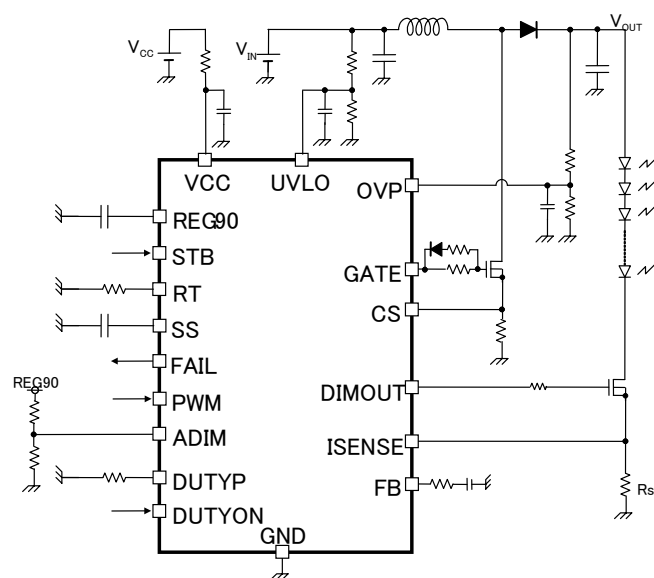 VCC
VIN
VOUT
VCC
UVLO
OVP
REG90
STB
GATE
RT
CS
SS
FAIL
REG90
PWM
DIMOUT
ADIM
ISENSE
DUTYP
FB
Rs
DUTYON
GND